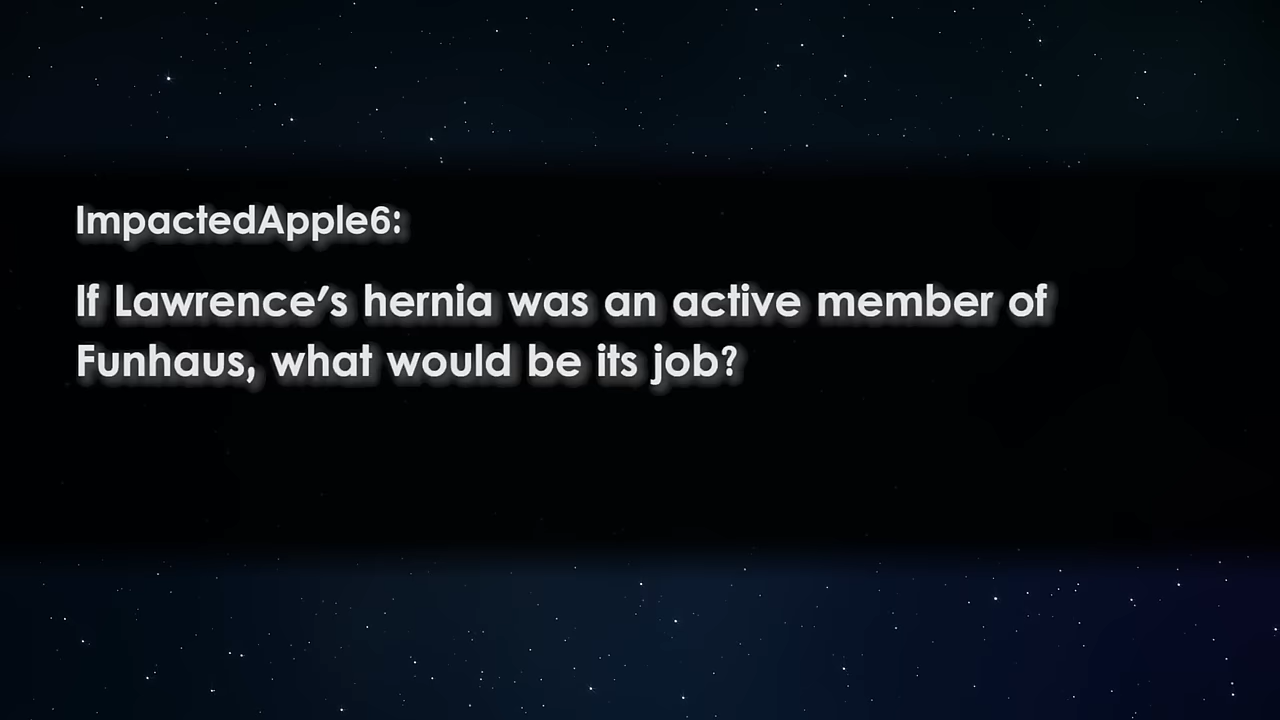 ImpactedApple6:
If Lawrence's hernia was an active member of
Funhaus, what would be its job?